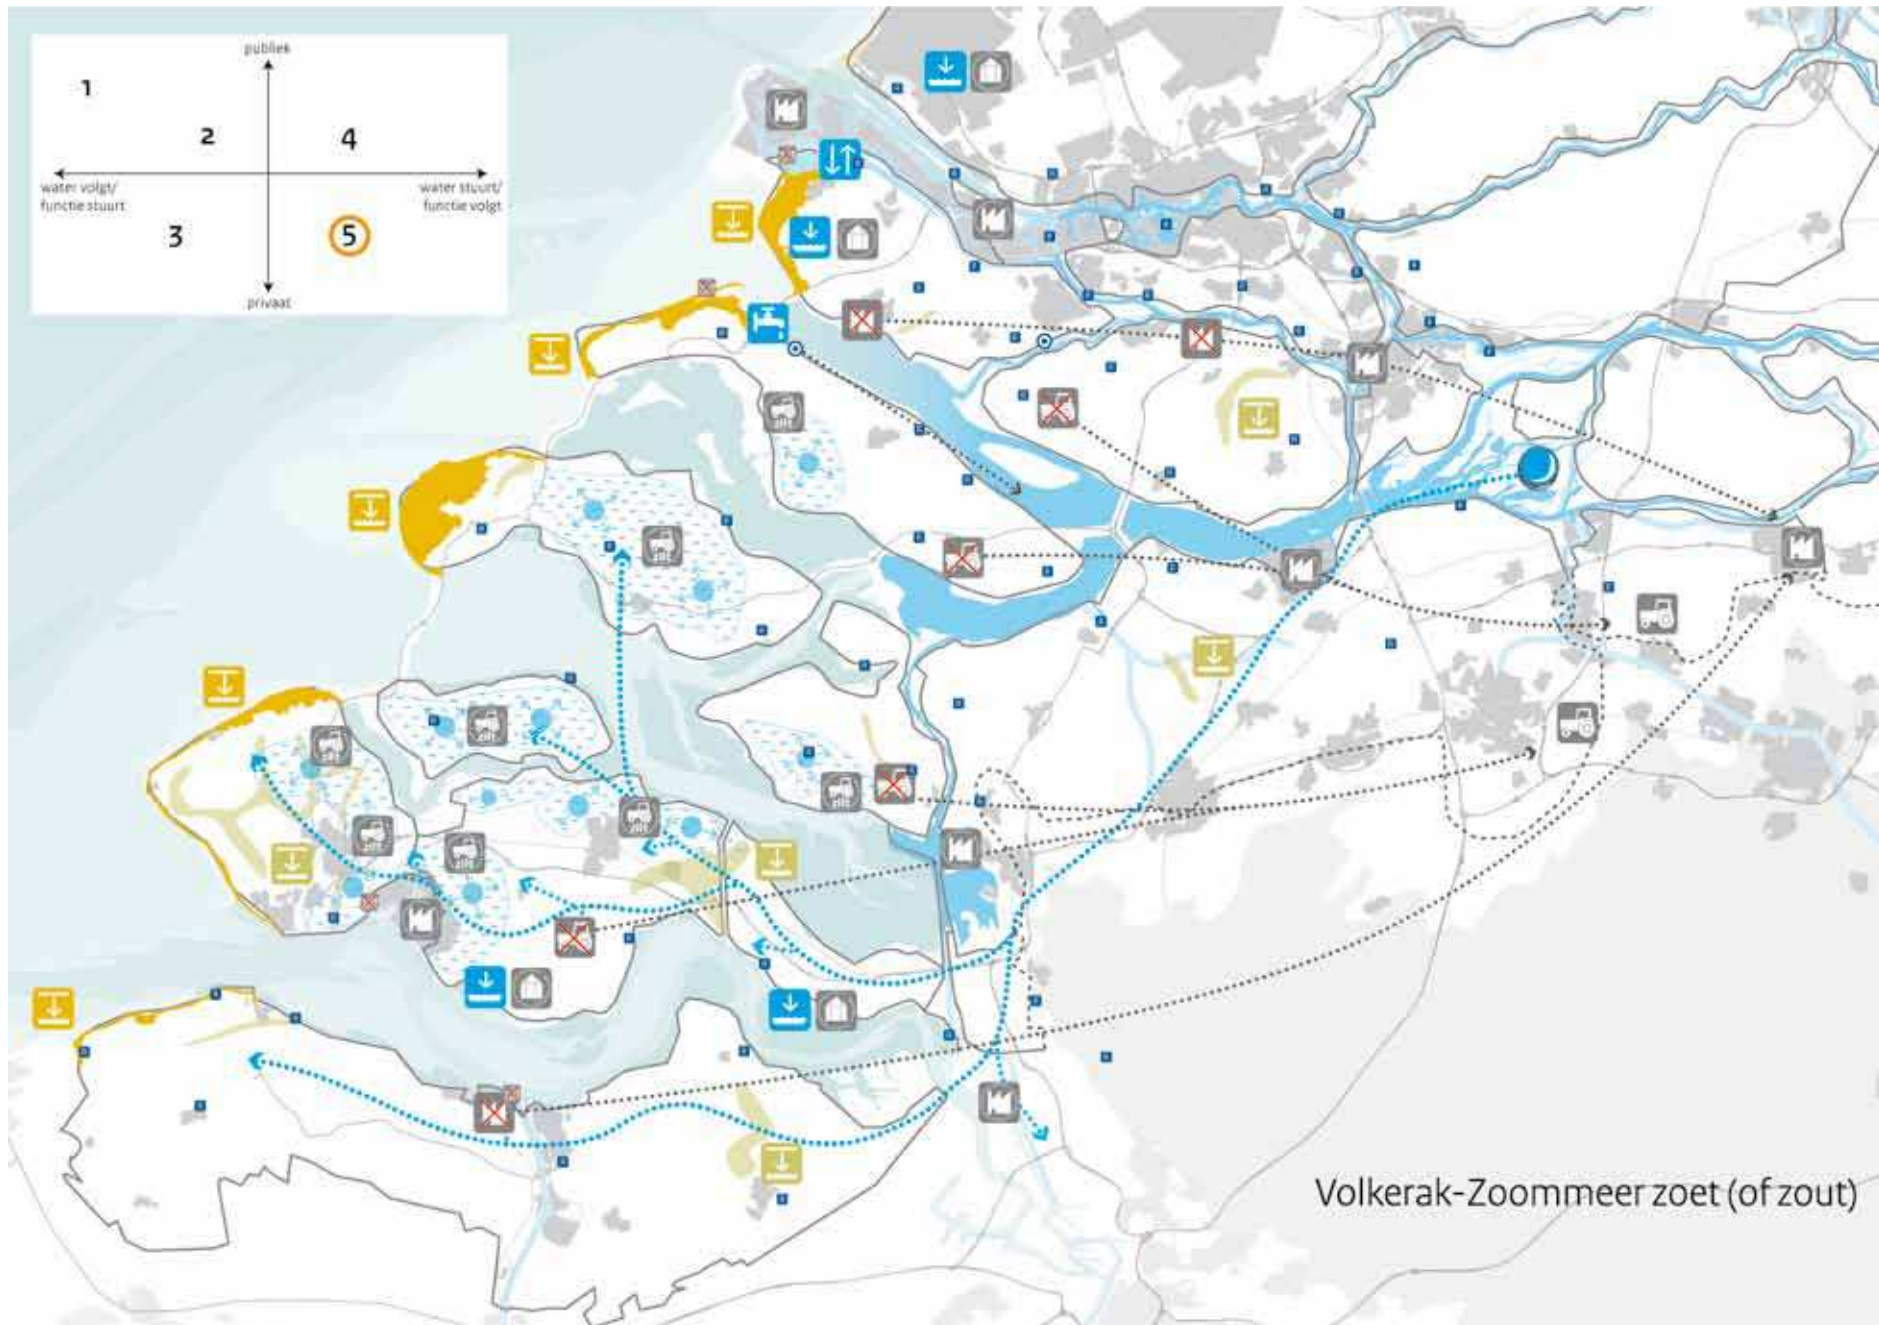 publiek
1
2
4
water volgt/
functie stuurt
water stuurt/
functie volgt
3
5
privaat
Volkerak-Zoommeer zoet (of zout)